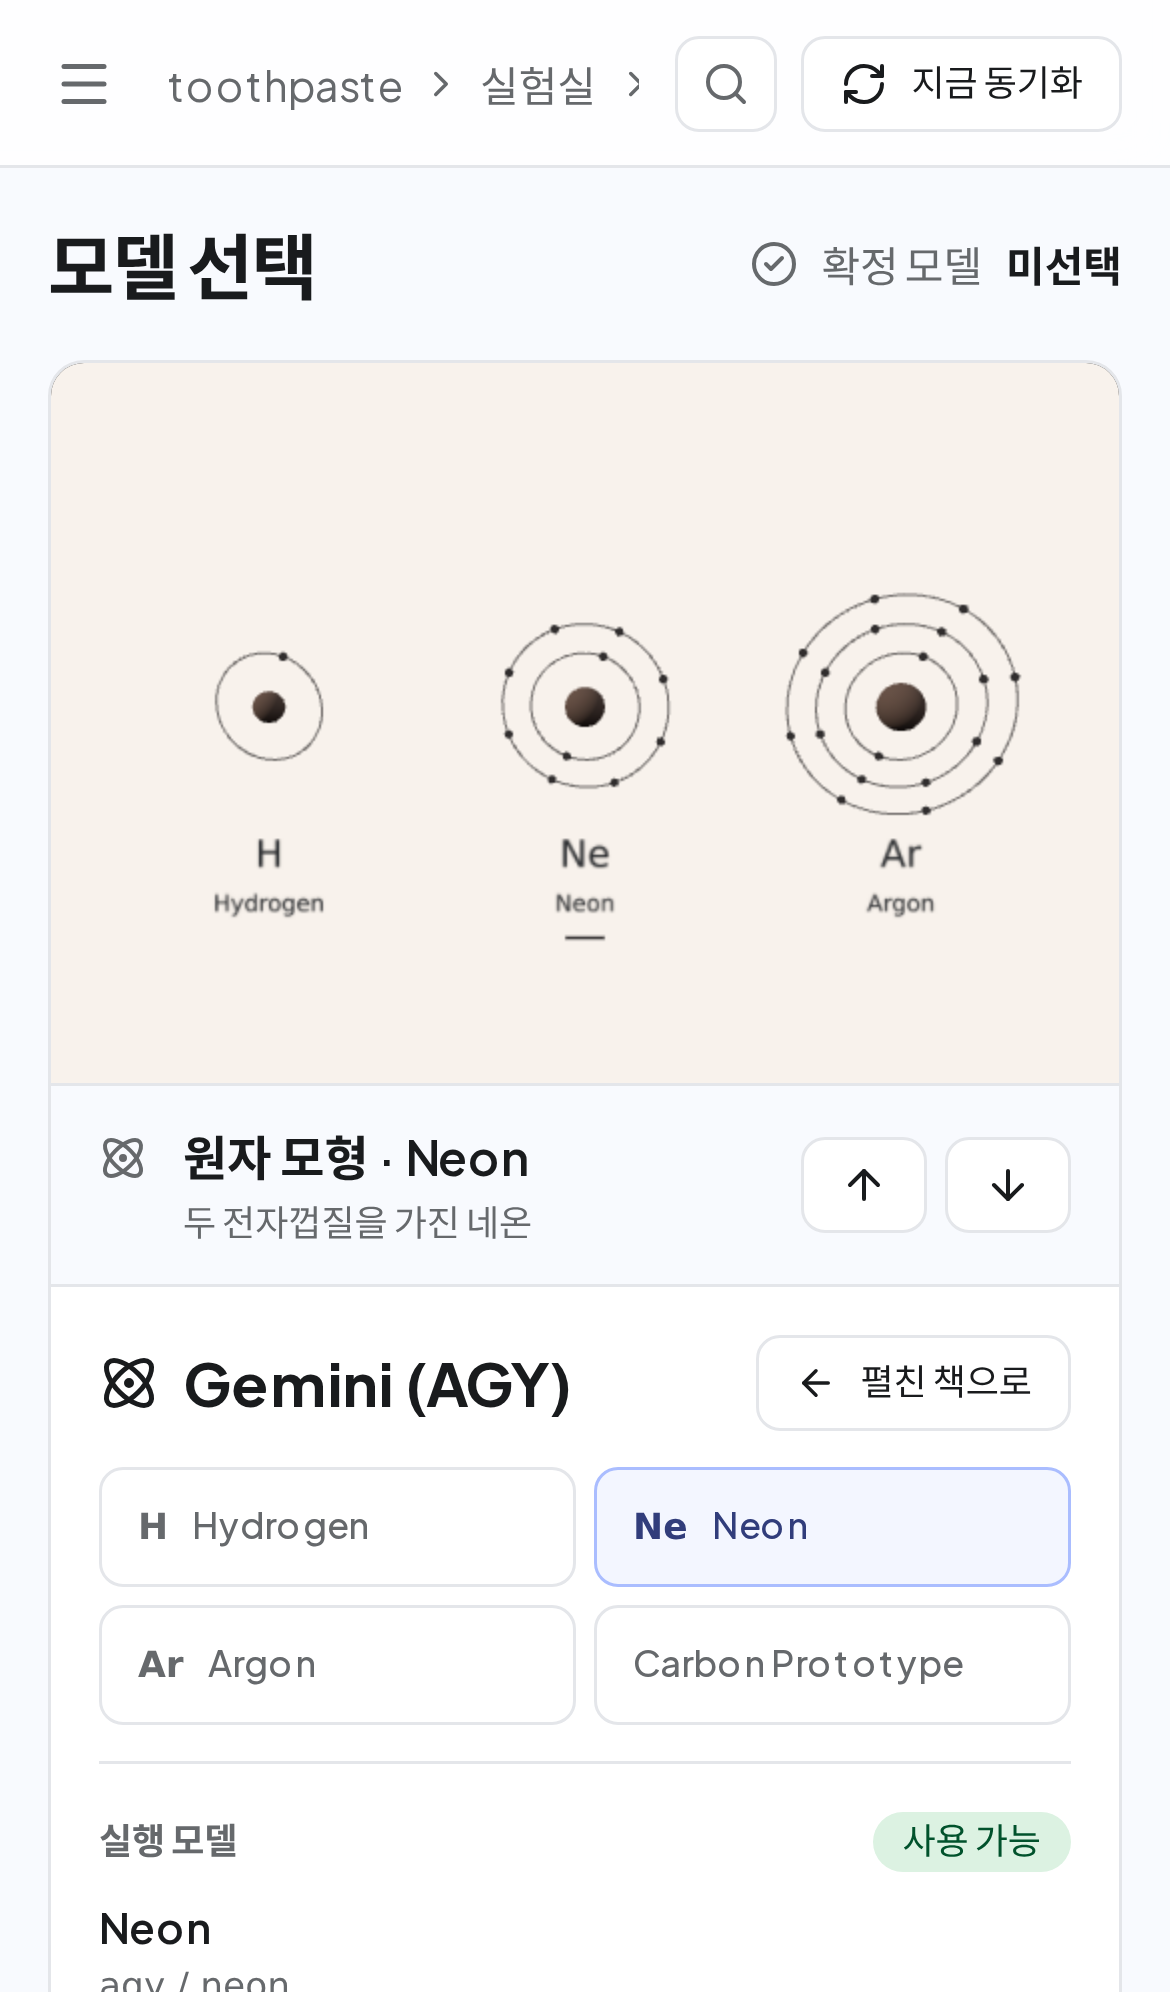 toothpaste > 실험실 >
지금 동기화
모델 선택
확정 모델 미선택
H
Hydrogen
Ne
Neon
Ar
Argon
원자 모형 · Neon
두 전자껍질을 가진 네온
Gemini (AGY)
← 펼친 책으로
H Hydrogen
Ne Neon
Ar Argon
Carbon Prototype
실행 모델
사용 가능
Neon
agy / neon